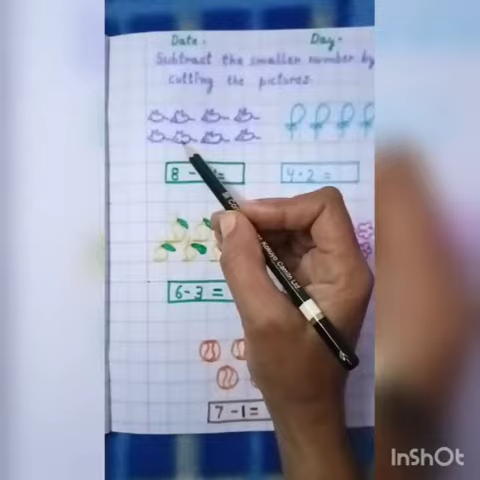 Date - Day -
Subtract the smaller number by
cutting the pictures.
8 - =
4 - 2 =
6 - 3 =
7 - 1 =
InShOt